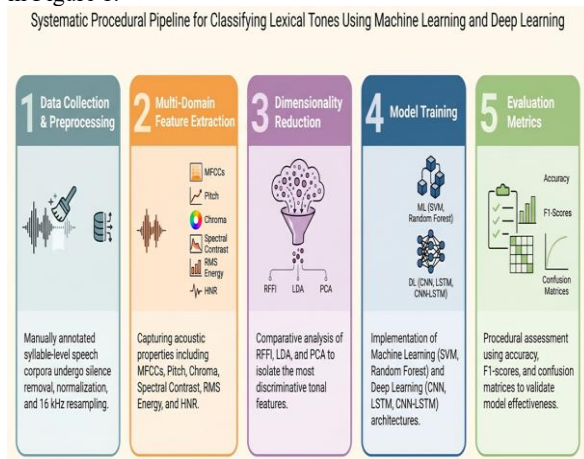 Systematic Procedural Pipeline for Classifying Lexical Tones Using Machine Learning and Deep Learning
1 Data Collection
& Preprocessing
Manually annotated
syllable-level speech
corpora undergo silence
removal, normalization,
and 16 kHz resampling.
2 Multi-Domain
Feature Extraction
MFCCs
Pitch
Chroma
Spectral
Contrast
RMS
Energy
HNR
Capturing acoustic
properties including
MFCCs, Pitch, Chroma,
Spectral Contrast, RMS
Energy, and HNR.
3 Dimensionality
Reduction
RFFI LDA PCA
Comparative analysis of
RFFI, LDA, and PCA to
isolate the most
discriminative tonal
features.
4 Model Training
ML (SVM,
Random Forest)
DL (CNN, LSTM,
CNN-LSTM)
Implementation of
Machine Learning (SVM,
Random Forest) and
Deep Learning (CNN,
LSTM, CNN-LSTM)
architectures.
5 Evaluation
Metrics
Accuracy
F1-Scores
Confusion
Matrices
Procedural assessment
using accuracy,
F1-scores, and confusion
matrices to validate
model effectiveness.